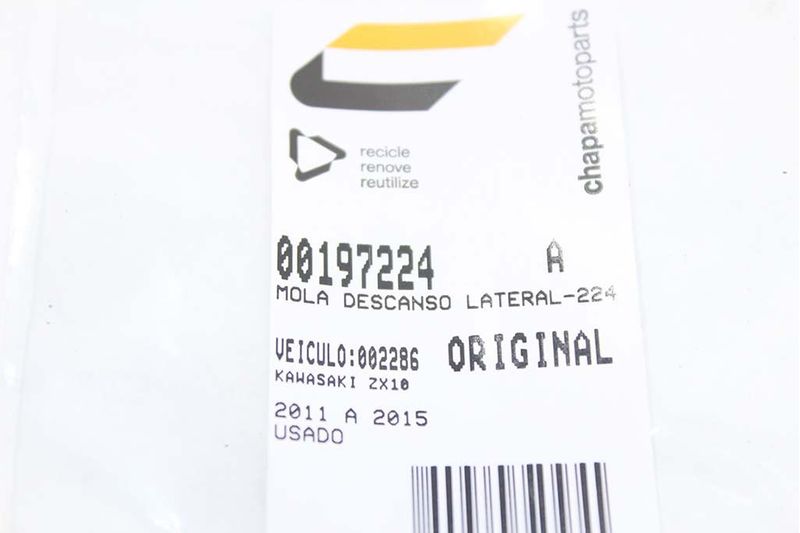 chapamotoparts
recicle
renove
reutilize
00197224 A
MOLA DESCANSO LATERAL-224
VEICULO:002286 ORIGINAL
KAWASAKI ZX10
2011 A 2015
USADO